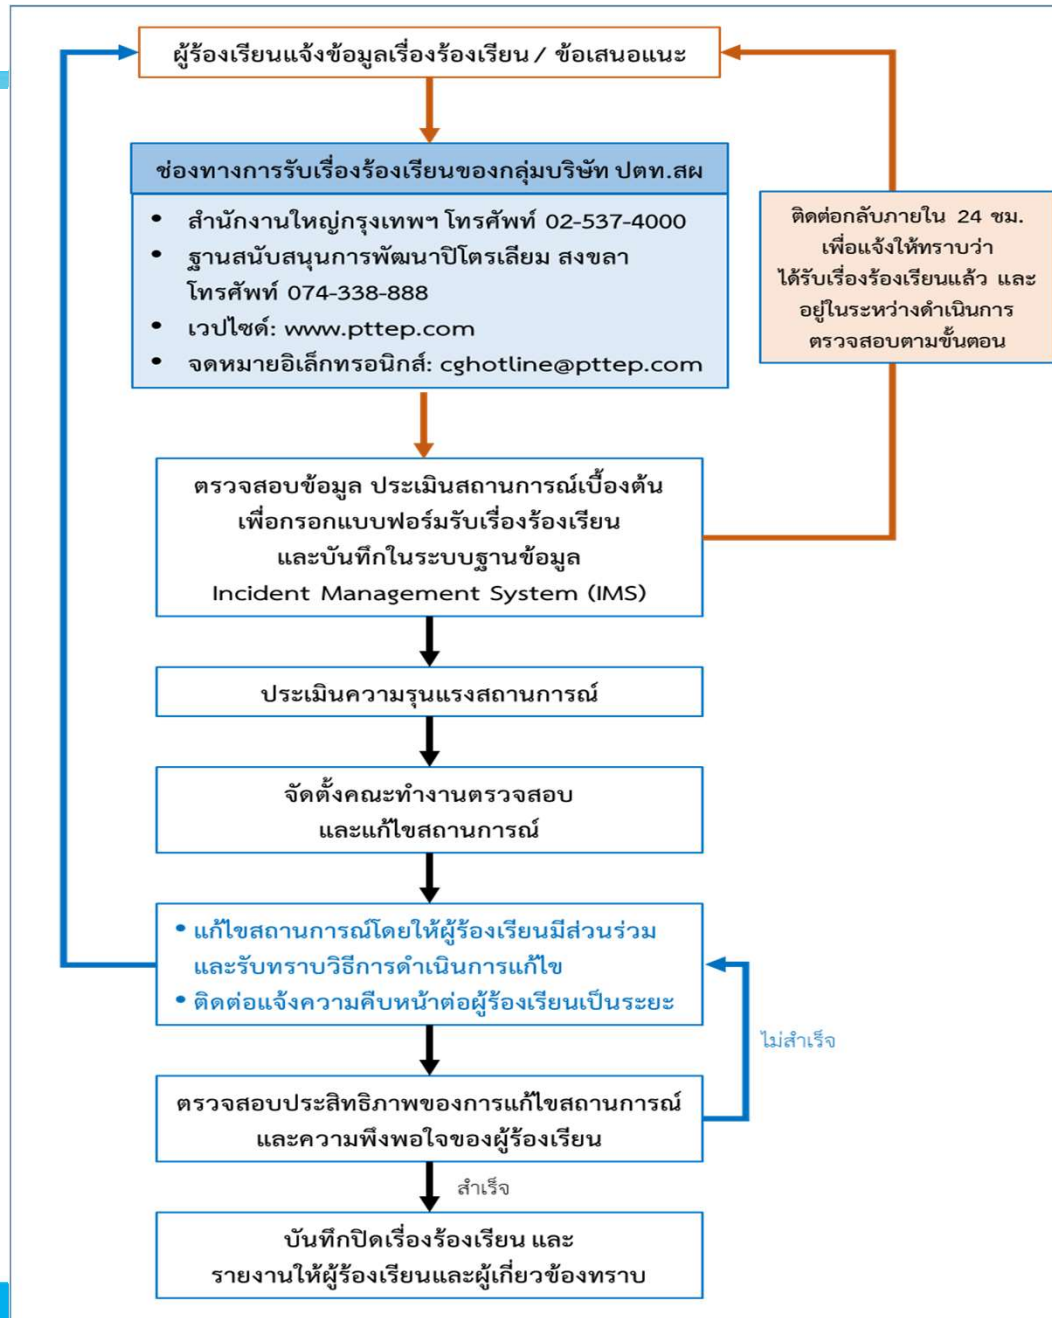 ผู้ร้องเรียนแจ้งข้อมูลเรื่องร้องเรียน / ข้อเสนอแนะ
ช่องทางการรับเรื่องร้องเรียนของกลุ่มบริษัท ปตท.สผ
• สำนักงานใหญ่กรุงเทพฯ โทรศัพท์ 02-537-4000
• ฐานสนับสนุนการพัฒนาปิโตรเลียม สงขลา
โทรศัพท์ 074-338-888
• เวปไซด์: www.pttep.com
• จดหมายอิเล็กทรอนิกส์: cghotline@pttep.com
ติดต่อกลับภายใน 24 ชม.
เพื่อแจ้งให้ทราบว่า
ได้รับเรื่องร้องเรียนแล้ว และ
อยู่ในระหว่างดำเนินการ
ตรวจสอบตามขั้นตอน
ตรวจสอบข้อมูล ประเมินสถานการณ์เบื้องต้น
เพื่อกรอกแบบฟอร์มรับเรื่องร้องเรียน
และบันทึกในระบบฐานข้อมูล
Incident Management System (IMS)
ประเมินความรุนแรงสถานการณ์
จัดตั้งคณะทำงานตรวจสอบ
และแก้ไขสถานการณ์
• แก้ไขสถานการณ์โดยให้ผู้ร้องเรียนมีส่วนร่วม
และรับทราบวิธีการดำเนินการแก้ไข
• ติดต่อแจ้งความคืบหน้าต่อผู้ร้องเรียนเป็นระยะ
ไม่สำเร็จ
ตรวจสอบประสิทธิภาพของการแก้ไขสถานการณ์
และความพึงพอใจของผู้ร้องเรียน
สำเร็จ
บันทึกปิดเรื่องร้องเรียน และ
รายงานให้ผู้ร้องเรียนและผู้เกี่ยวข้องทราบ